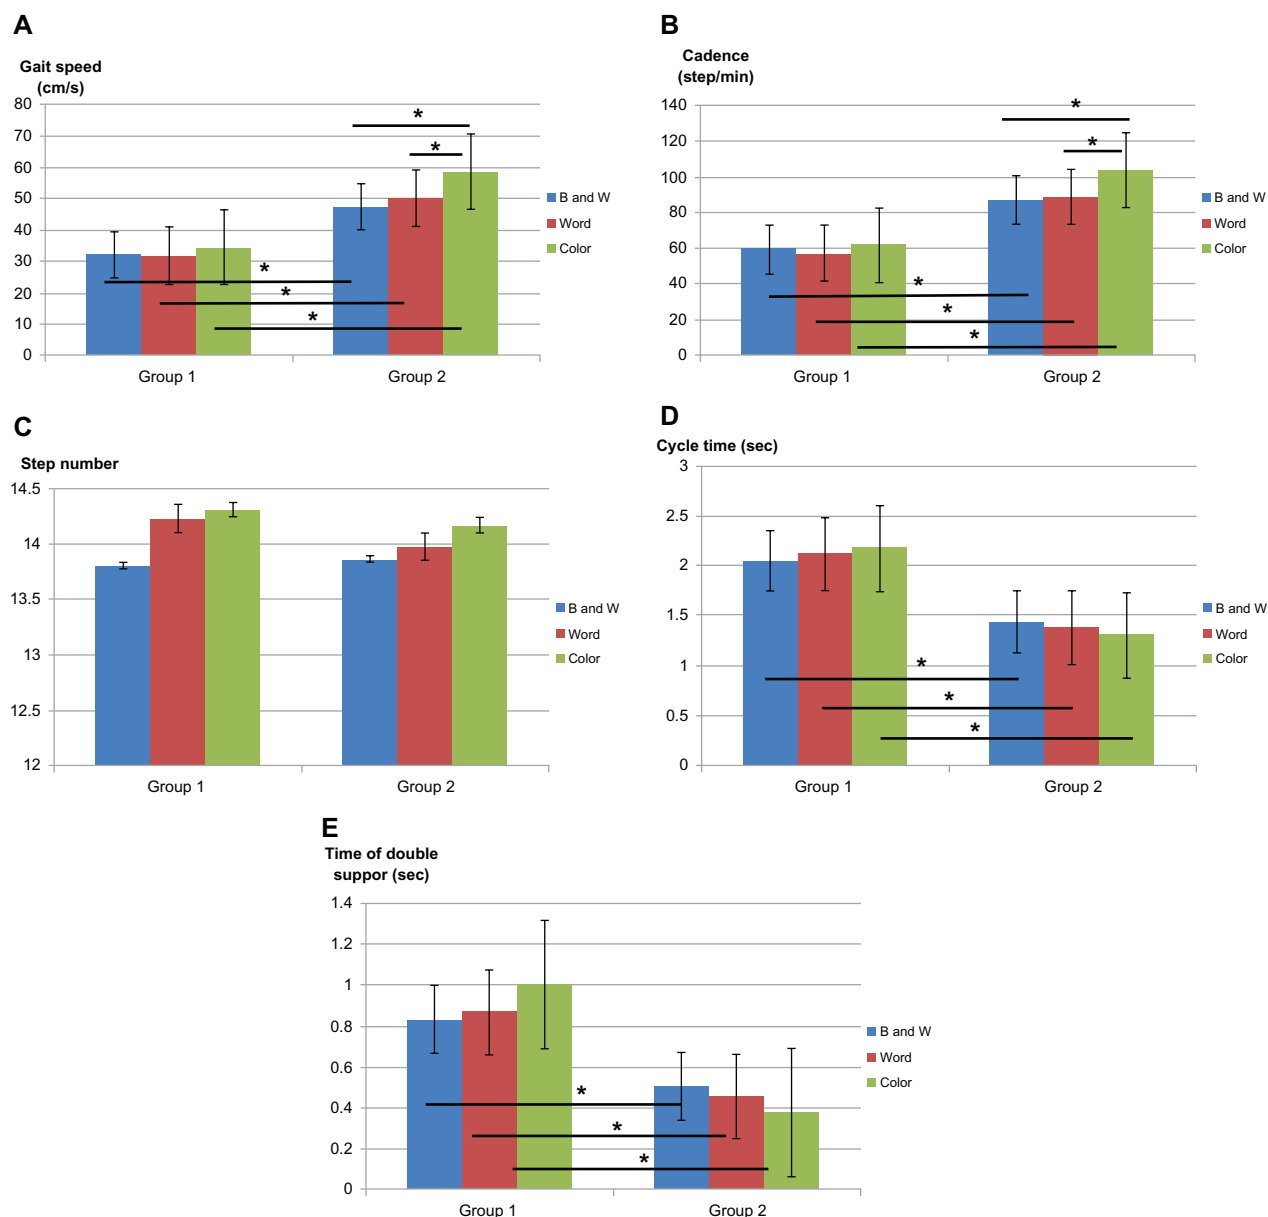 A
Gait speed
(cm/s)
80
70
60
50
40
30
20
10
0
*
*
*
*
*
Group 1
Group 2
B and W
Word
Color
B
Cadence
(step/min)
140
120
100
80
60
40
20
0
*
*
*
*
*
Group 1
Group 2
B and W
Word
Color
C
Step number
14.5
14
13.5
13
12.5
12
Group 1
Group 2
B and W
Word
Color
D
Cycle time (sec)
3
2.5
2
1.5
1
0.5
0
*
*
*
Group 1
Group 2
B and W
Word
Color
E
Time of double
suppor (sec)
1.4
1.2
1
0.8
0.6
0.4
0.2
0
*
*
*
Group 1
Group 2
B and W
Word
Color